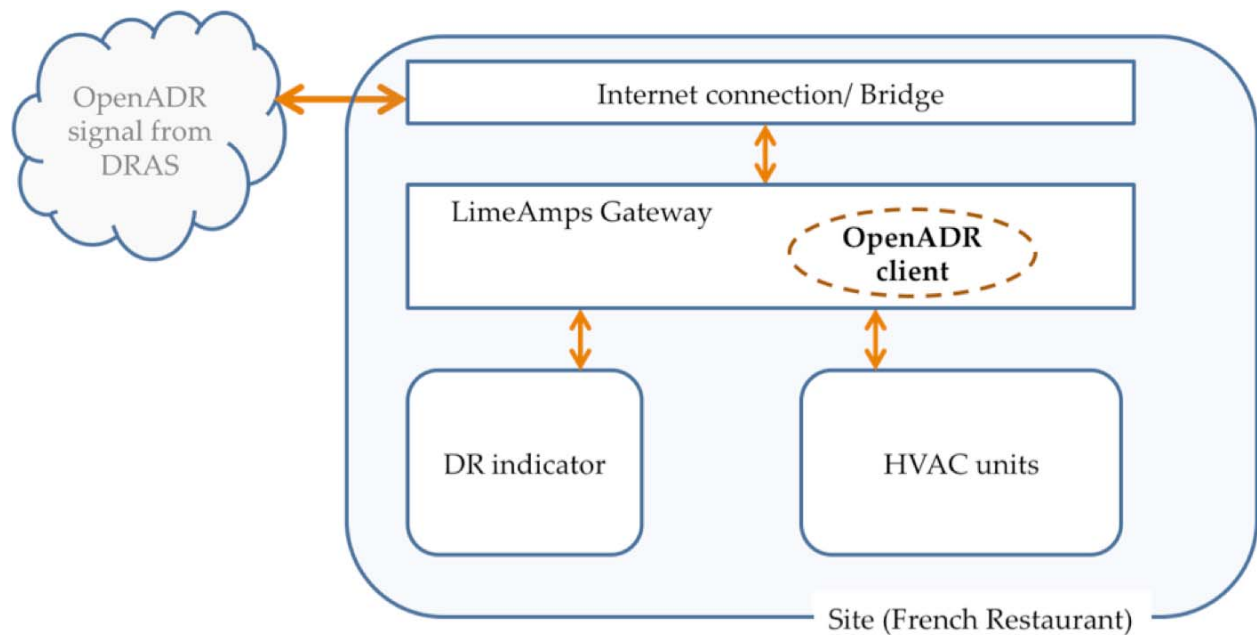 OpenADR
signal from
DRAS
Internet connection/ Bridge
LimeAmps Gateway
OpenADR
client
DR indicator
HVAC units
Site (French Restaurant)